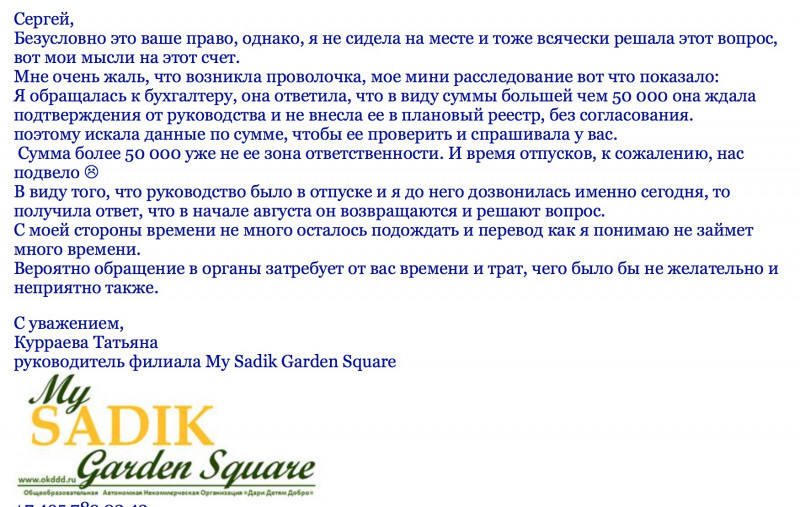 Сергей,
Безусловно это ваше право, однако, я не сидела на месте и тоже всячески решала этот вопрос,
вот мои мысли на этот счет.
Мне очень жаль, что возникла проволочка, мое мини расследование вот что показало:
Я обращалась к бухгалтеру, она ответила, что в виду суммы большей чем 50 000 она ждала
подтверждения от руководства и не внесла ее в плановый реестр, без согласования.
поэтому искала данные по сумме, чтобы ее проверить и спрашивала у вас.
Сумма более 50 000 уже не ее зона ответственности. И время отпусков, к сожалению, нас
подвело ☹
В виду того, что руководство было в отпуске и я до него дозвонилась именно сегодня, то
получила ответ, что в начале августа он возвращаются и решают вопрос.
С моей стороны времени не много осталось подождать и перевод как я понимаю не займет
много времени.
Вероятно обращение в органы затребует от вас времени и трат, чего было бы не желательно и
неприятно также.
С уважением,
Курраева Татьяна
руководитель филиала My Sadik Garden Square
My
SADIK
Garden Square
www.okddd.ru
Общеобразовательная Автономная Некоммерческая Организация «Дари Детям Добро»